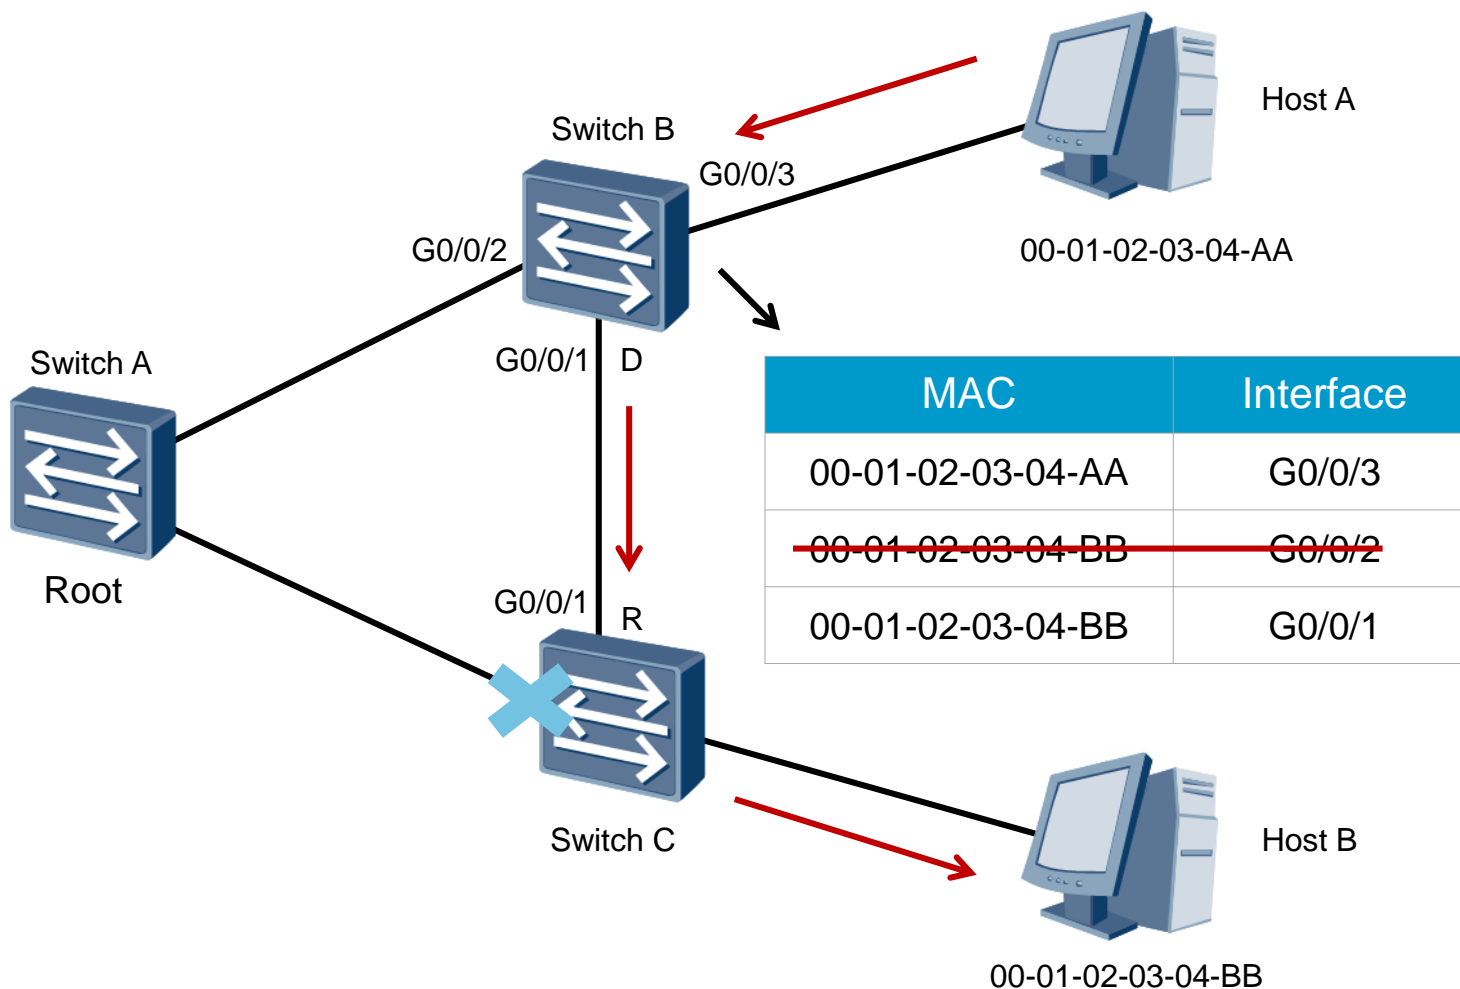 Host A
Switch B
G0/0/3
G0/0/2
00-01-02-03-04-AA
Switch A
G0/0/1 D
MAC Interface
00-01-02-03-04-AA G0/0/3
00-01-02-03-04-BB G0/0/2
00-01-02-03-04-BB G0/0/1
Root
G0/0/1 R
Switch C
Host B
00-01-02-03-04-BB